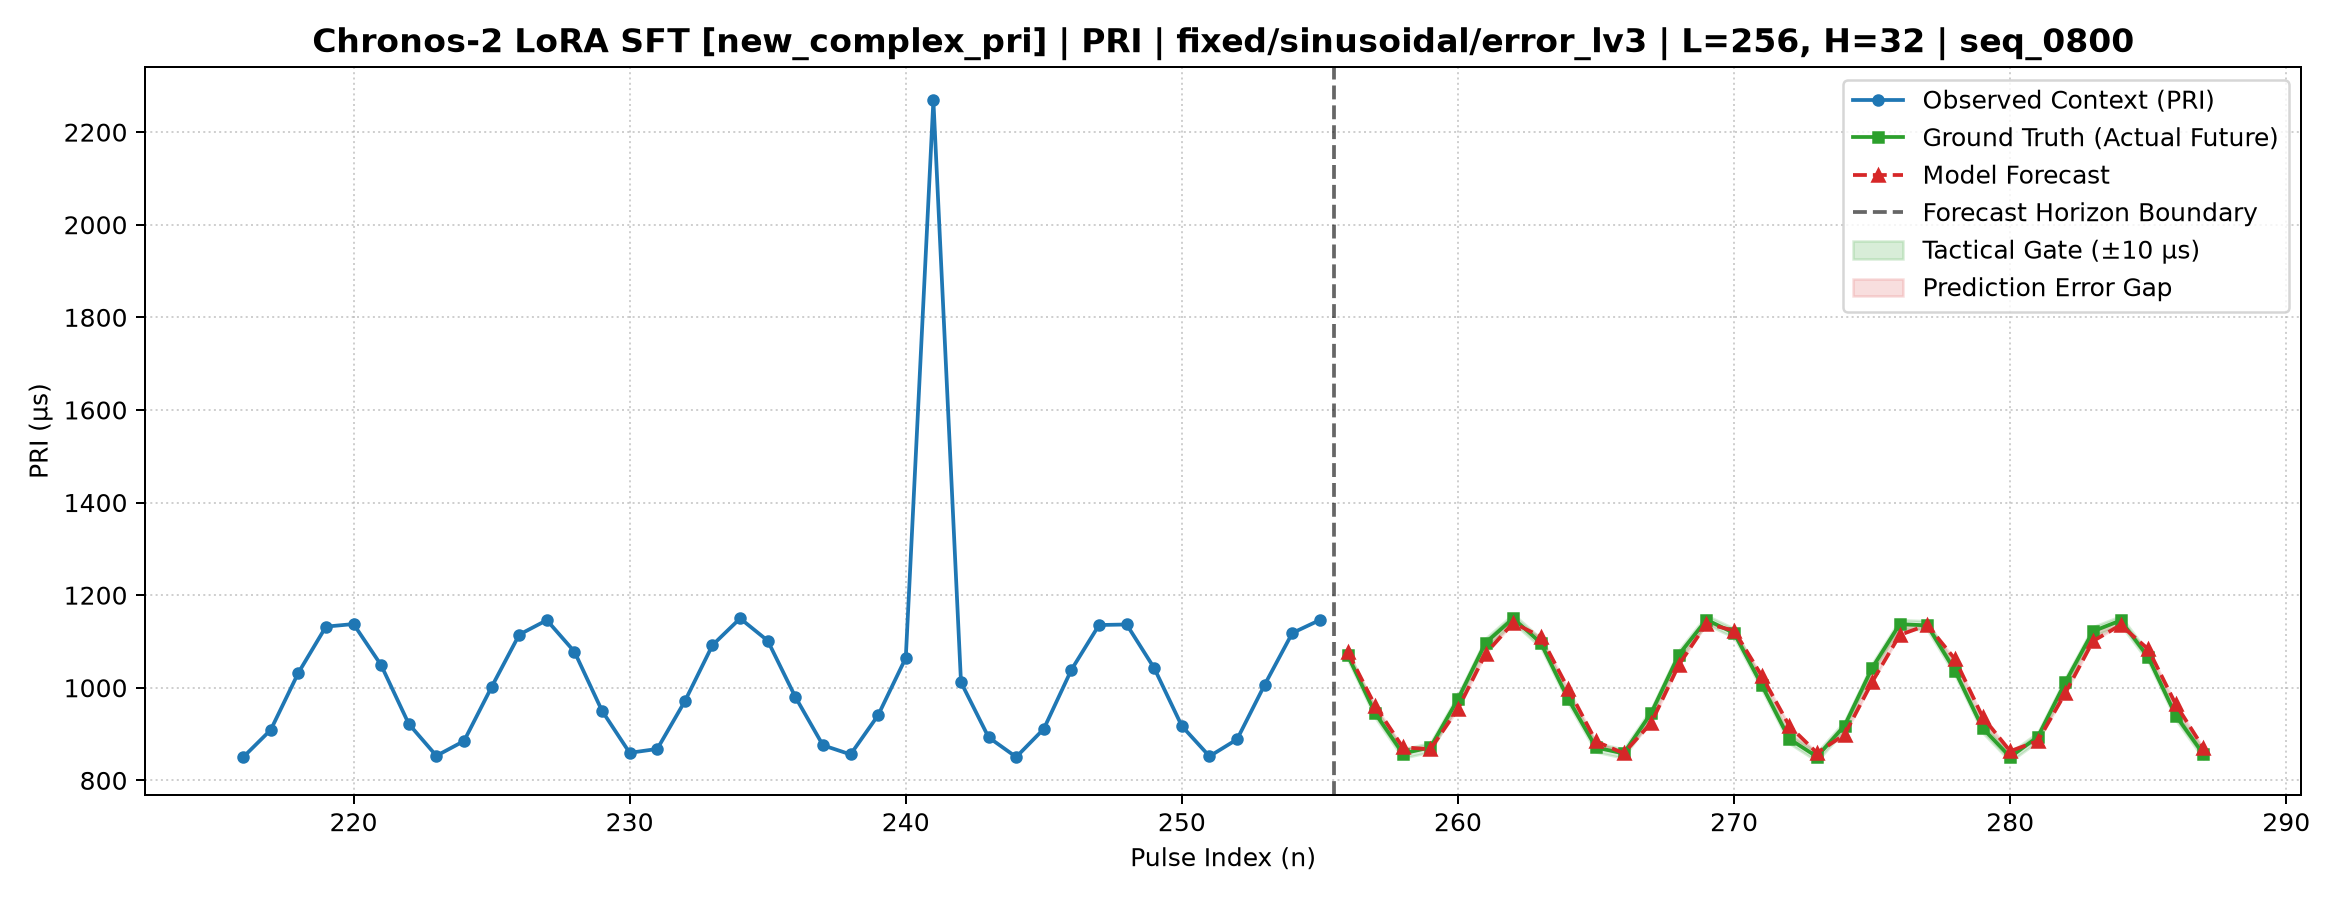 Chronos-2 LoRA SFT [new_complex_pri] | PRI | fixed/sinusoidal/error_lv3 | L=256, H=32 | seq_0800
Observed Context (PRI)
Ground Truth (Actual Future)
Model Forecast
Forecast Horizon Boundary
Tactical Gate (±10 µs)
Prediction Error Gap
PRI (µs)
2200
2000
1800
1600
1400
1200
1000
800
220 230 240 250 260 270 280 290
Pulse Index (n)